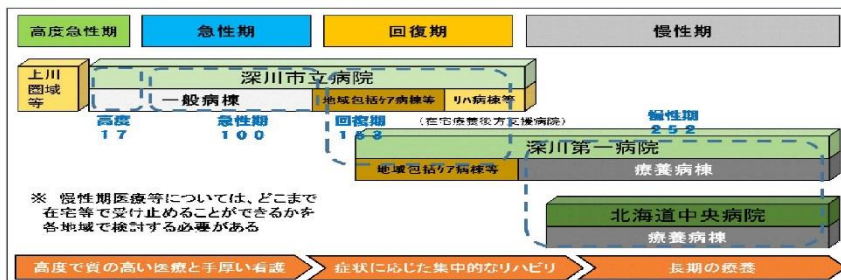 高度急性期
急性期
回復期
慢性期
上川
圏域
等
深川市立病院
一般病棟
地域包括ケア病棟等
リハ病棟等
高度
17
急性期
100
回復期
153
(在宅療養後方支援病院)
慢性期
252
深川第一病院
地域包括ケア病棟等
療養病棟
※ 慢性期医療等については、どこまで
在宅等で受け止めることができるかを
各地域で検討する必要がある
北海道中央病院
療養病棟
高度で質の高い医療と手厚い看護
症状に応じた集中的なリハビリ
長期の療養